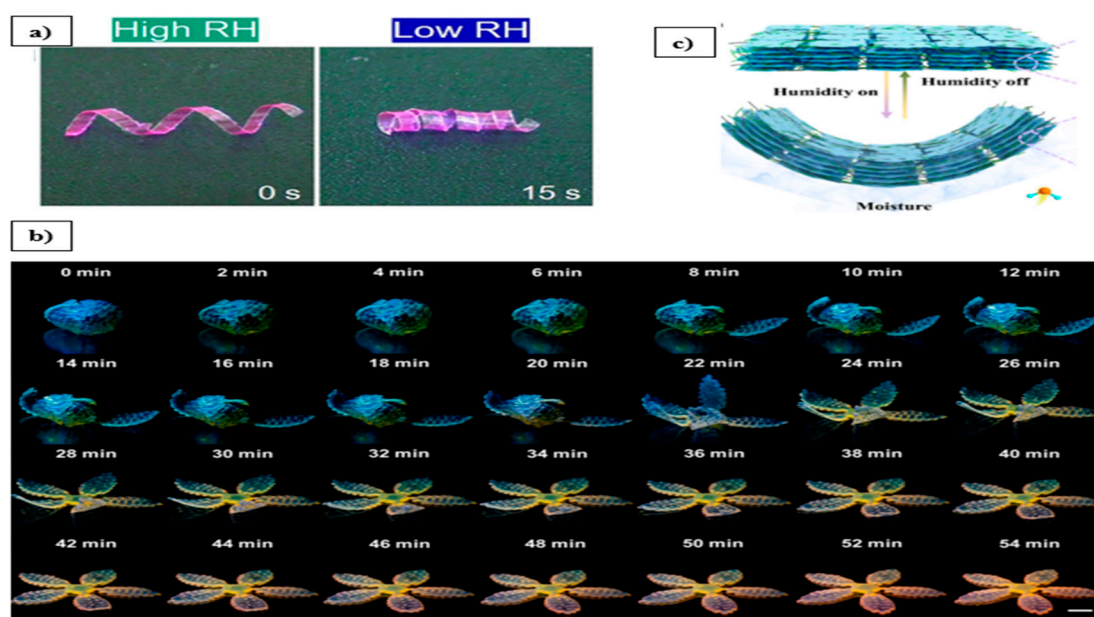 a)
High RH
Low RH
0 s
15 s
c)
Humidity on
Humidity off
Moisture
b)
0 min 2 min 4 min 6 min 8 min 10 min 12 min
14 min 16 min 18 min 20 min 22 min 24 min 26 min
28 min 30 min 32 min 34 min 36 min 38 min 40 min
42 min 44 min 46 min 48 min 50 min 52 min 54 min